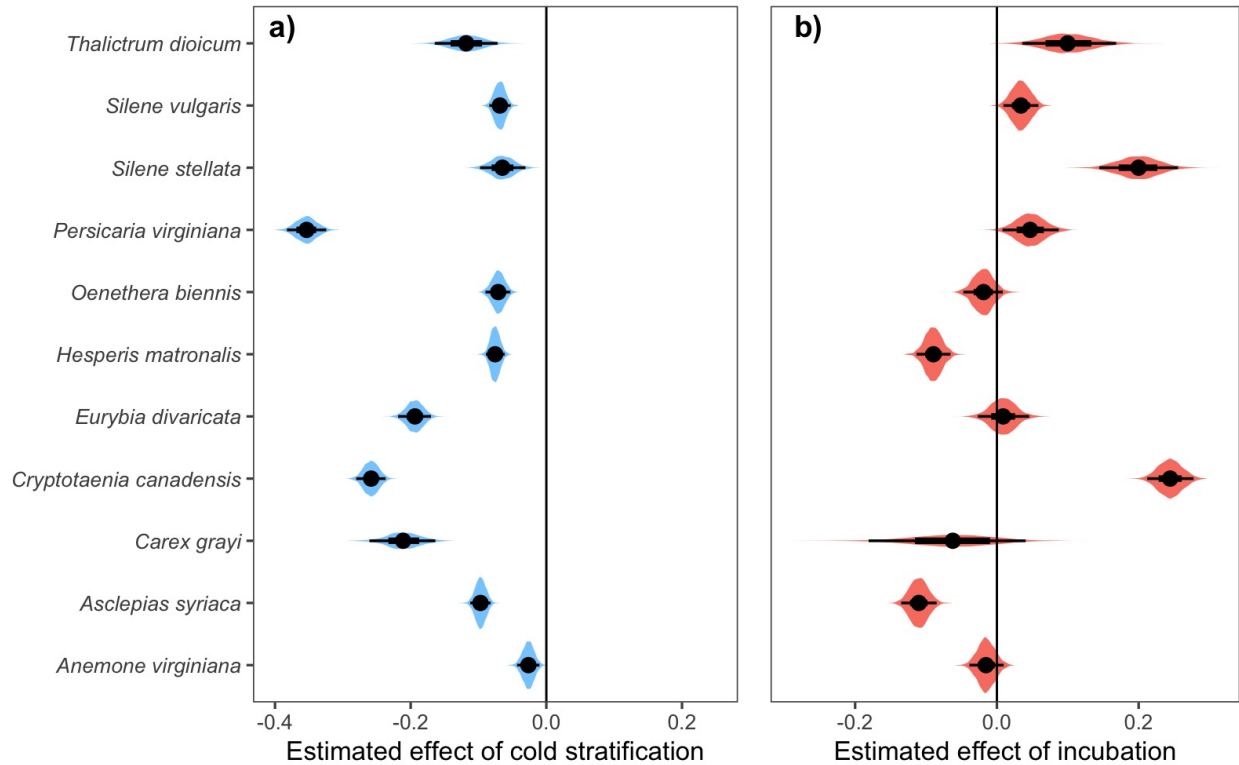 a) b)
Thalictrum dioicum
Silene vulgaris
Silene stellata
Persicaria virginiana
Oenethera biennis
Hesperis matronalis
Eurybia divaricata
Cryptotaenia canadensis
Carex grayi
Asclepias syriaca
Anemone virginiana
-0.4 -0.2 0.0 0.2 -0.2 0.0 0.2
Estimated effect of cold stratification Estimated effect of incubation